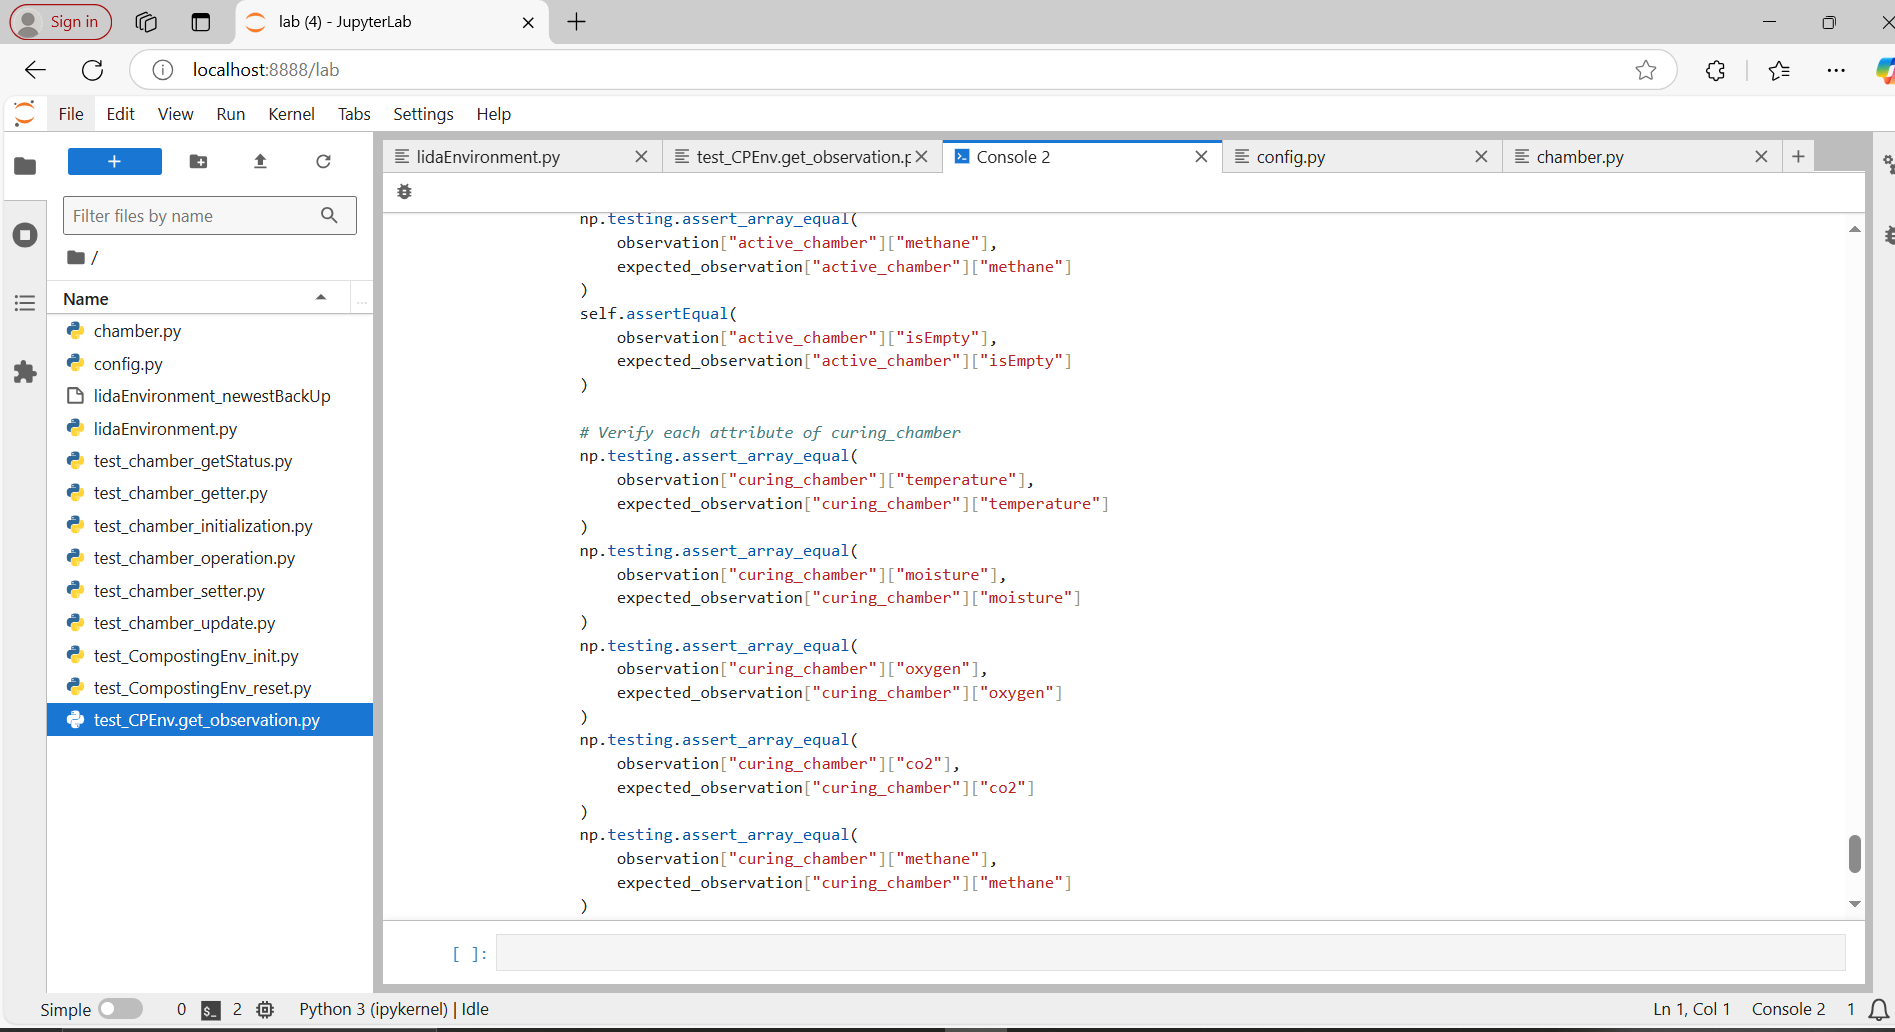 Sign in
lab (4) - JupyterLab
localhost:8888/lab
File Edit View Run Kernel Tabs Settings Help
+
Filter files by name
/
Name
...
chamber.py
config.py
lidaEnvironment_newestBackUp
lidaEnvironment.py
test_chamber_getStatus.py
test_chamber_getter.py
test_chamber_initialization.py
test_chamber_operation.py
test_chamber_setter.py
test_chamber_update.py
test_CompostingEnv_init.py
test_CompostingEnv_reset.py
test_CPEnv.get_observation.py
lidaEnvironment.py
test_CPEnv.get_observation.p
Console 2
config.py
chamber.py
np.testing.assert_array_equal(
observation["active_chamber"]["methane"],
expected_observation["active_chamber"]["methane"]
)
self.assertEqual(
observation["active_chamber"]["isEmpty"],
expected_observation["active_chamber"]["isEmpty"]
)
# Verify each attribute of curing_chamber
np.testing.assert_array_equal(
observation["curing_chamber"]["temperature"],
expected_observation["curing_chamber"]["temperature"]
)
np.testing.assert_array_equal(
observation["curing_chamber"]["moisture"],
expected_observation["curing_chamber"]["moisture"]
)
np.testing.assert_array_equal(
observation["curing_chamber"]["oxygen"],
expected_observation["curing_chamber"]["oxygen"]
)
np.testing.assert_array_equal(
observation["curing_chamber"]["co2"],
expected_observation["curing_chamber"]["co2"]
)
np.testing.assert_array_equal(
observation["curing_chamber"]["methane"],
expected_observation["curing_chamber"]["methane"]
)
[ ]:
Simple 0 $_ 2 Python 3 (ipykernel) | Idle Ln 1, Col 1 Console 2 1